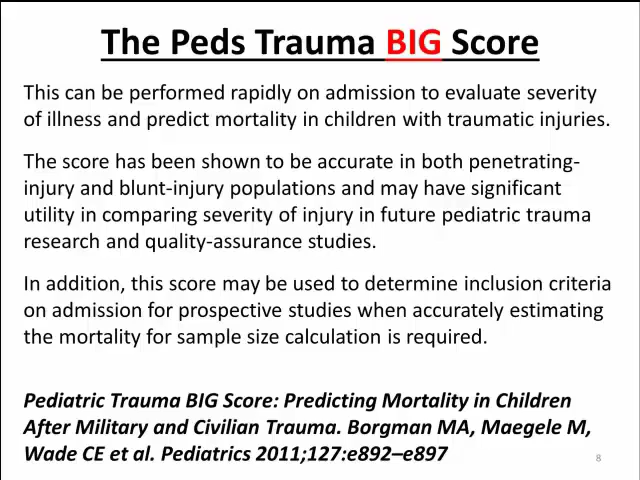 The Peds Trauma BIG Score
This can be performed rapidly on admission to evaluate severity
of illness and predict mortality in children with traumatic injuries.
The score has been shown to be accurate in both penetrating-
injury and blunt-injury populations and may have significant
utility in comparing severity of injury in future pediatric trauma
research and quality-assurance studies.
In addition, this score may be used to determine inclusion criteria
on admission for prospective studies when accurately estimating
the mortality for sample size calculation is required.
Pediatric Trauma BIG Score: Predicting Mortality in Children
After Military and Civilian Trauma. Borgman MA, Maegele M,
Wade CE et al. Pediatrics 2011;127:e892–e897
8